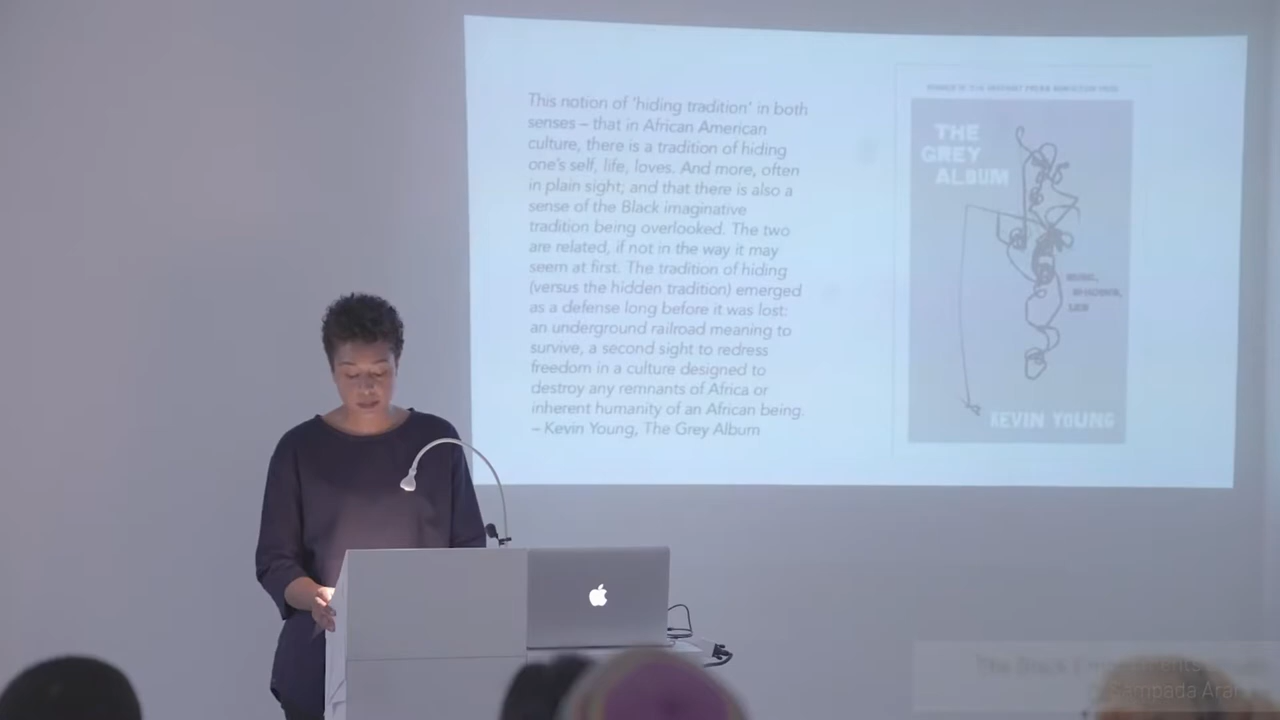 This notion of 'hiding tradition' in both
senses – that in African American
culture, there is a tradition of hiding
one's self, life, loves. And more, often
in plain sight; and that there is also a
sense of the Black imaginative
tradition being overlooked. The two
are related, if not in the way it may
seem at first. The tradition of hiding
(versus the hidden tradition) emerged
as a defense long before it was lost:
an underground railroad meaning to
survive, a second sight to redress
freedom in a culture designed to
destroy any remnants of Africa or
inherent humanity of an African being.
– Kevin Young, The Grey Album
THE
GREY
ALBUM
KEVIN YOUNG
The Black
Sampada Aran